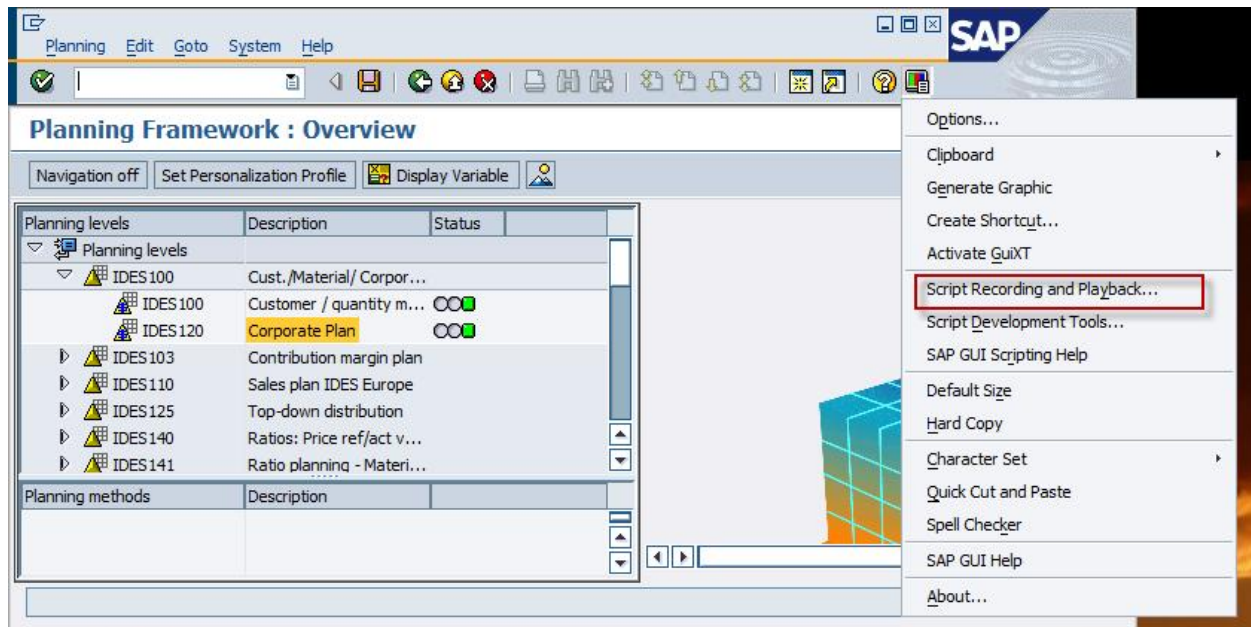 Planning Edit Goto System Help
SAP
Planning Framework : Overview
Navigation off Set Personalization Profile Display Variable
Planning levels Description Status
Planning levels
IDES100 Cust./Material/ Corpor...
IDES100 Customer / quantity m...
IDES120 Corporate Plan
IDES103 Contribution margin plan
IDES110 Sales plan IDES Europe
IDES125 Top-down distribution
IDES140 Ratios: Price ref/act v...
IDES141 Ratio planning - Materi...
Planning methods Description
Options...
Clipboard
Generate Graphic
Create Shortcut...
Activate GuiXT
Script Recording and Playback...
Script Development Tools...
SAP GUI Scripting Help
Default Size
Hard Copy
Character Set
Quick Cut and Paste
Spell Checker
SAP GUI Help
About...